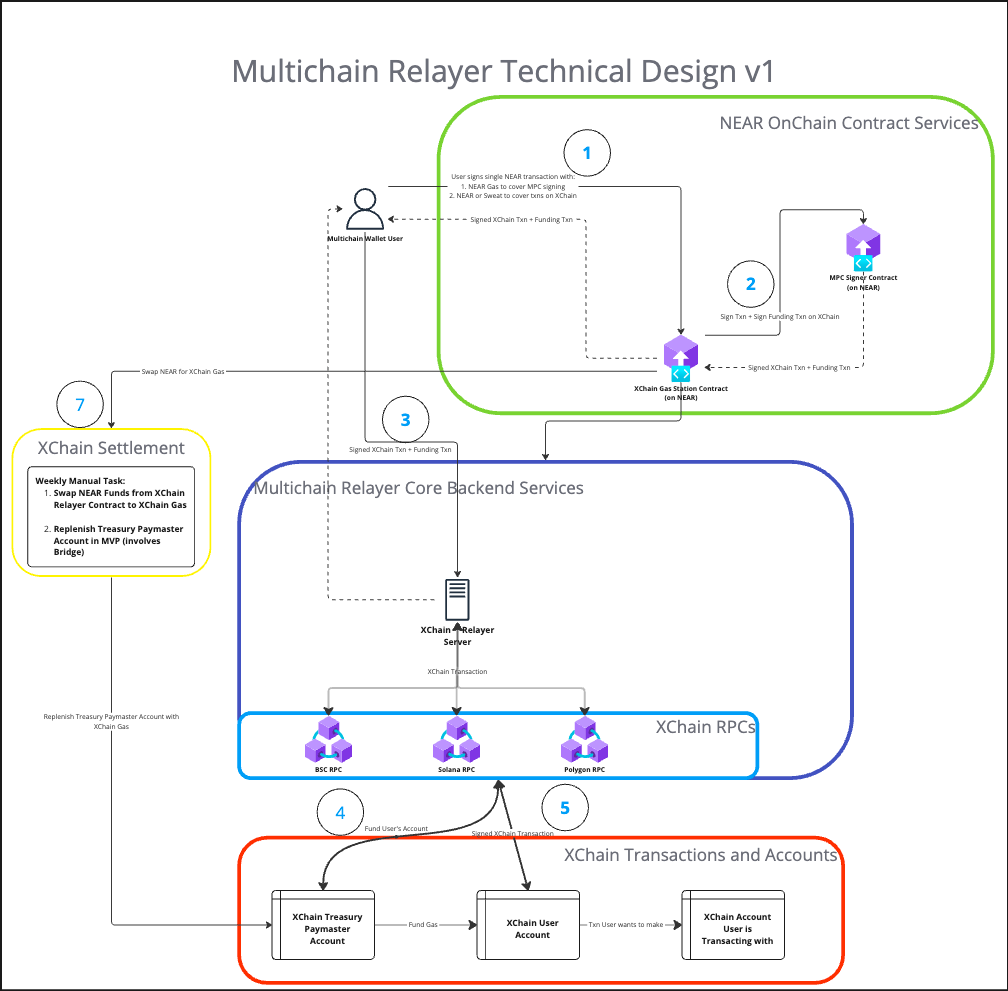 Multichain Relayer Technical Design v1
NEAR OnChain Contract Services
1
User signs single NEAR transaction with:
1. NEAR Gas to cover MPC signing
2. NEAR or Sweat to cover txns on XChain
Signed XChain Txn + Funding Txn
Multichain Wallet User
2
MPC Signer Contract
(on NEAR)
Sign Txn + Sign Funding Txn on XChain
Signed XChain Txn + Funding Txn
XChain Gas Station Contract
(on NEAR)
Swap NEAR for XChain Gas
7
3
Signed XChain Txn + Funding Txn
XChain Settlement
Weekly Manual Task:
1. Swap NEAR Funds from XChain
Relayer Contract to XChain Gas
2. Replenish Treasury Paymaster
Account in MVP (involves
Bridge)
Multichain Relayer Core Backend Services
XChain Relayer
Server
XChain Transaction
Replenish Treasury Paymaster Account with
XChain Gas
XChain RPCs
BSC RPC
Solana RPC
Polygon RPC
4
5
Fund User's Account
Signed XChain Transaction
XChain Transactions and Accounts
XChain Treasury
Paymaster
Account
Fund Gas
XChain User
Account
Txn User wants to make
XChain Account
User is
Transacting with